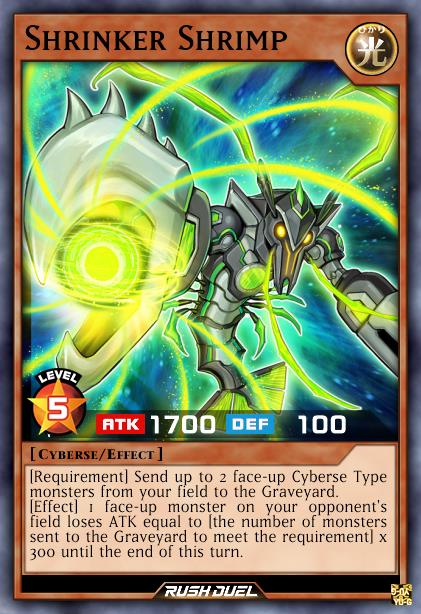 SHRINKER SHRIMP
ひかり
光
LEVEL
5
ATK 1700 DEF 100
[CYBERSE/EFFECT]
[Requirement] Send up to 2 face-up Cyberse Type
monsters from your field to the Graveyard.
[Effect] 1 face-up monster on your opponent's
field loses ATK equal to [the number of monsters
sent to the Graveyard to meet the requirement] x
300 until the end of this turn.
RUSH DUEL